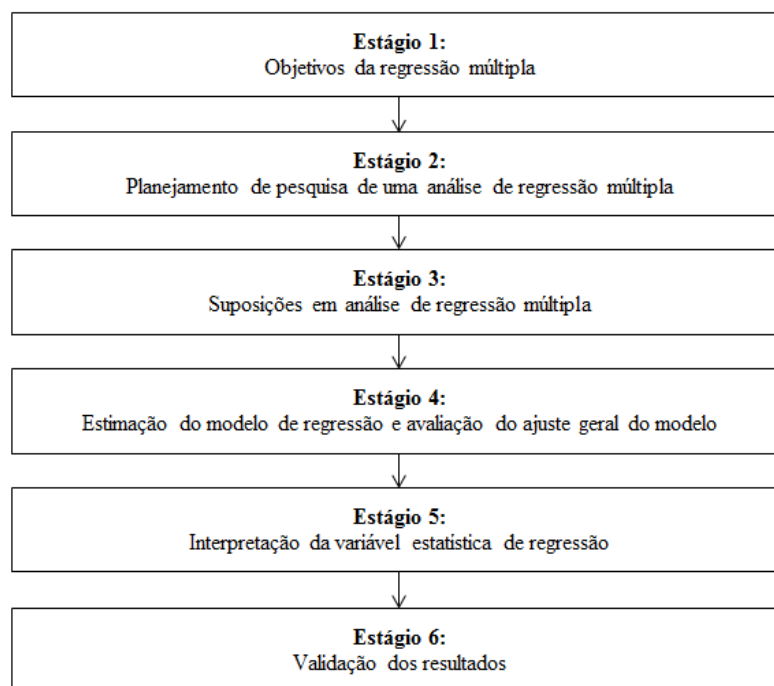 Estágio 1:
Objetivos da regressão múltipla
Estágio 2:
Planejamento de pesquisa de uma análise de regressão múltipla
Estágio 3:
Suposições em análise de regressão múltipla
Estágio 4:
Estimação do modelo de regressão e avaliação do ajuste geral do modelo
Estágio 5:
Interpretação da variável estatística de regressão
Estágio 6:
Validação dos resultados